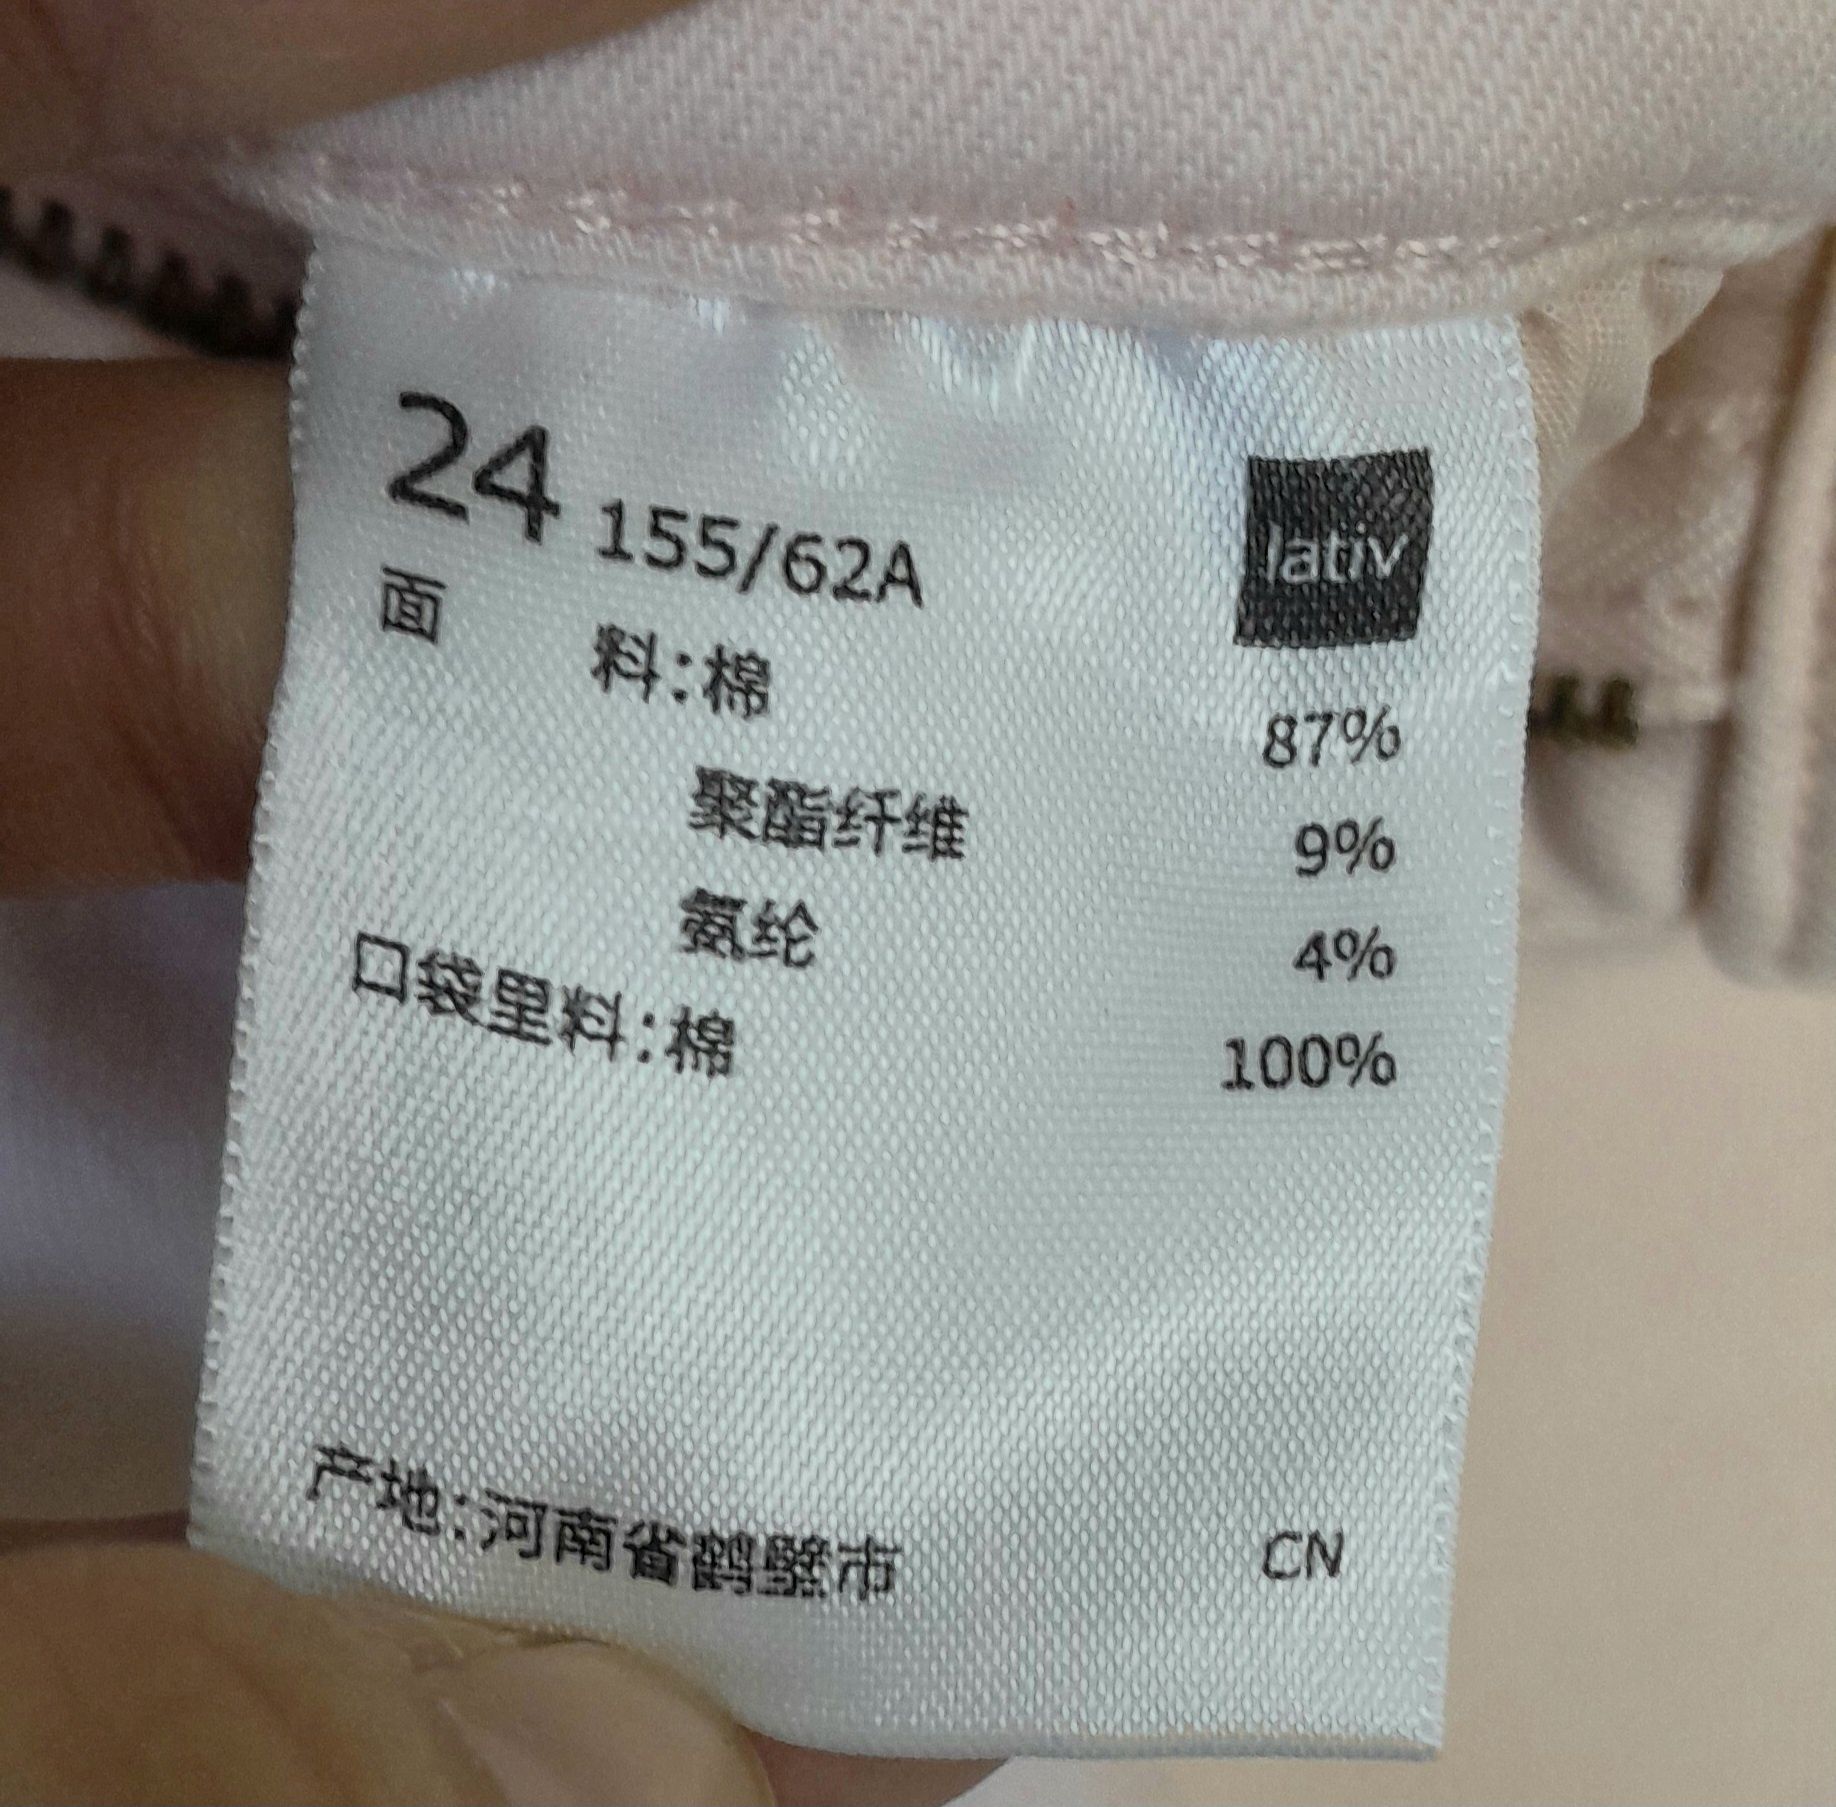 24 155/62A
lativ
面 料:棉 87%
聚酯纤维 9%
氨纶 4%
口袋里料:棉 100%
产地:河南省鹤壁市 CN